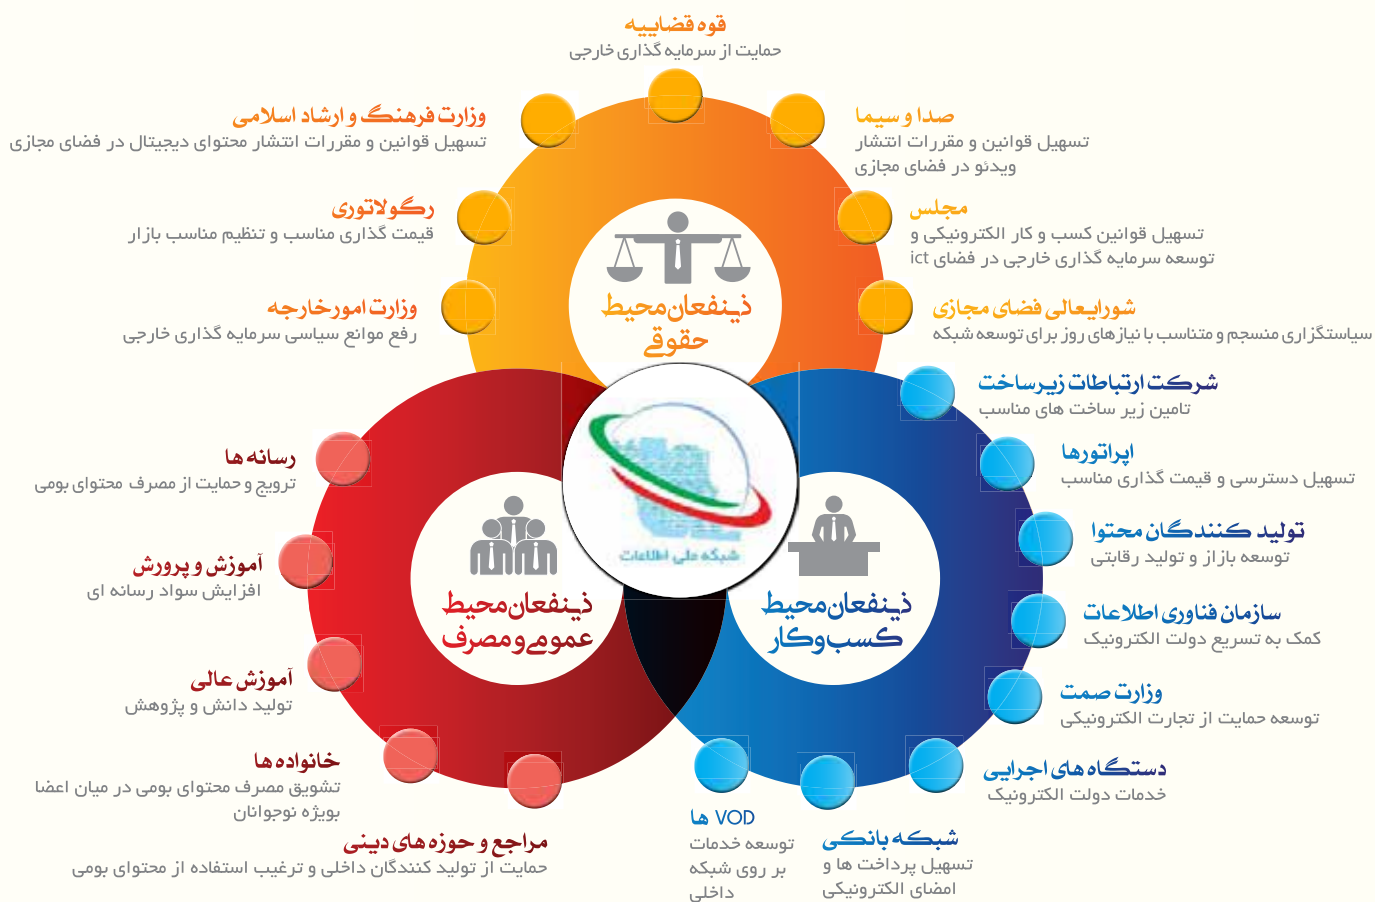 قوه قضاییه
حمایت از سرمایه گذاری خارجی
صدا و سیما
تسهیل قوانین و مقررات انتشار
ویدئو در فضای مجازی
مجلس
تسهیل قوانین کسب و کار الکترونیکی و
توسعه سرمایه گذاری خارجی در فضای ict
شورایعالی فضای مجازی
سیاستگزاری منسجم و متناسب با نیازهای روز برای توسعه شبکه
وزارت فرهنگ و ارشاد اسلامی
تسهیل قوانین و مقررات انتشار محتوای دیجیتال در فضای مجازی
رگولاتوری
قیمت گذاری مناسب و تنظیم مناسب بازار
وزارت امور خارجه
رفع موانع سیاسی سرمایه گذاری خارجی
ذینفعان محیط
حقوقی
شبکه ملی اطلاعات
شرکت ارتباطات زیرساخت
تامین زیر ساخت های مناسب
اپراتورها
تسهیل دسترسی و قیمت گذاری مناسب
تولید کنندگان محتوا
توسعه بازار و تولید رقابتی
سازمان فناوری اطلاعات
کمک به تسریع دولت الکترونیک
وزارت صمت
توسعه حمایت از تجارت الکترونیکی
دستگاه های اجرایی
خدمات دولت الکترونیک
شبکه بانکی
تسهیل پرداخت ها و
امضای الکترونیکی
VOD ها
توسعه خدمات
بر روی شبکه
داخلی
ذینفعان محیط
کسب و کار
ذینفعان محیط
عمومی و مصرف
رسانه ها
ترویج و حمایت از مصرف محتوای بومی
آموزش و پرورش
افزایش سواد رسانه ای
آموزش عالی
تولید دانش و پژوهش
خانواده ها
تشویق مصرف محتوای بومی در میان اعضا
بویژه نوجوانان
مراجع و حوزه های دینی
حمایت از تولید کنندگان داخلی و ترغیب استفاده از محتوای بومی